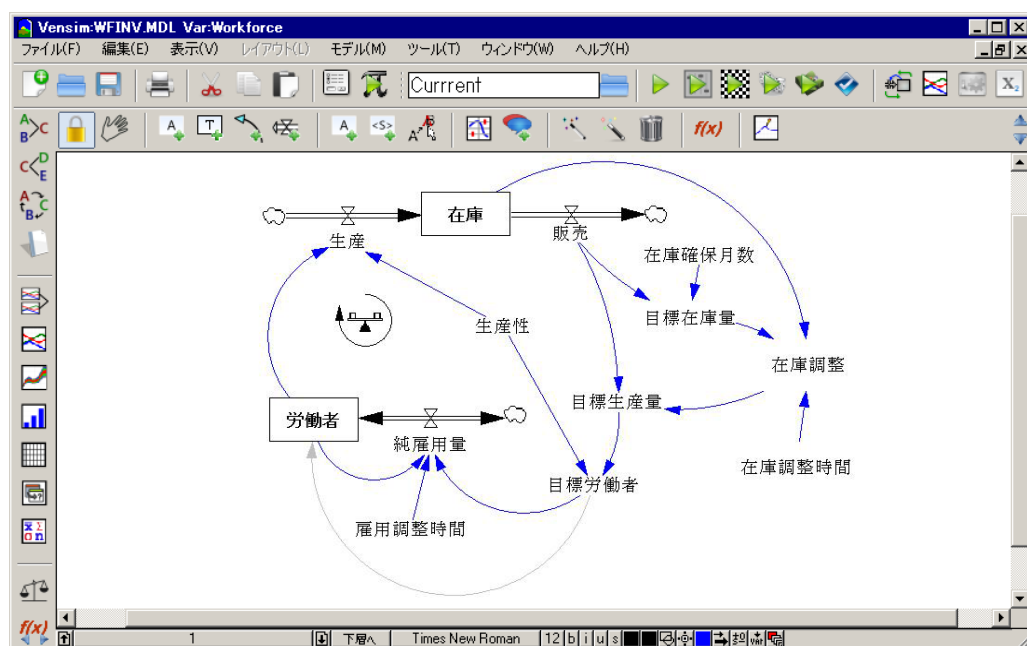 Vensim:WFINV.MDL Var:Workforce
ファイル(F) 編集(E) 表示(V) レイアウト(L) モデル(M) ツール(T) ウィンドウ(W) ヘルプ(H)
Currrent
X₂
A B C A T A <S> A f(x)
C D E
A C B
在庫
生産
販売
在庫確保月数
目標在庫量
生産性
在庫調整
労働者
目標生産量
純雇用量
在庫調整時間
目標労働者
雇用調整時間
f(x)
1 下層へ Times New Roman 12 b i u s